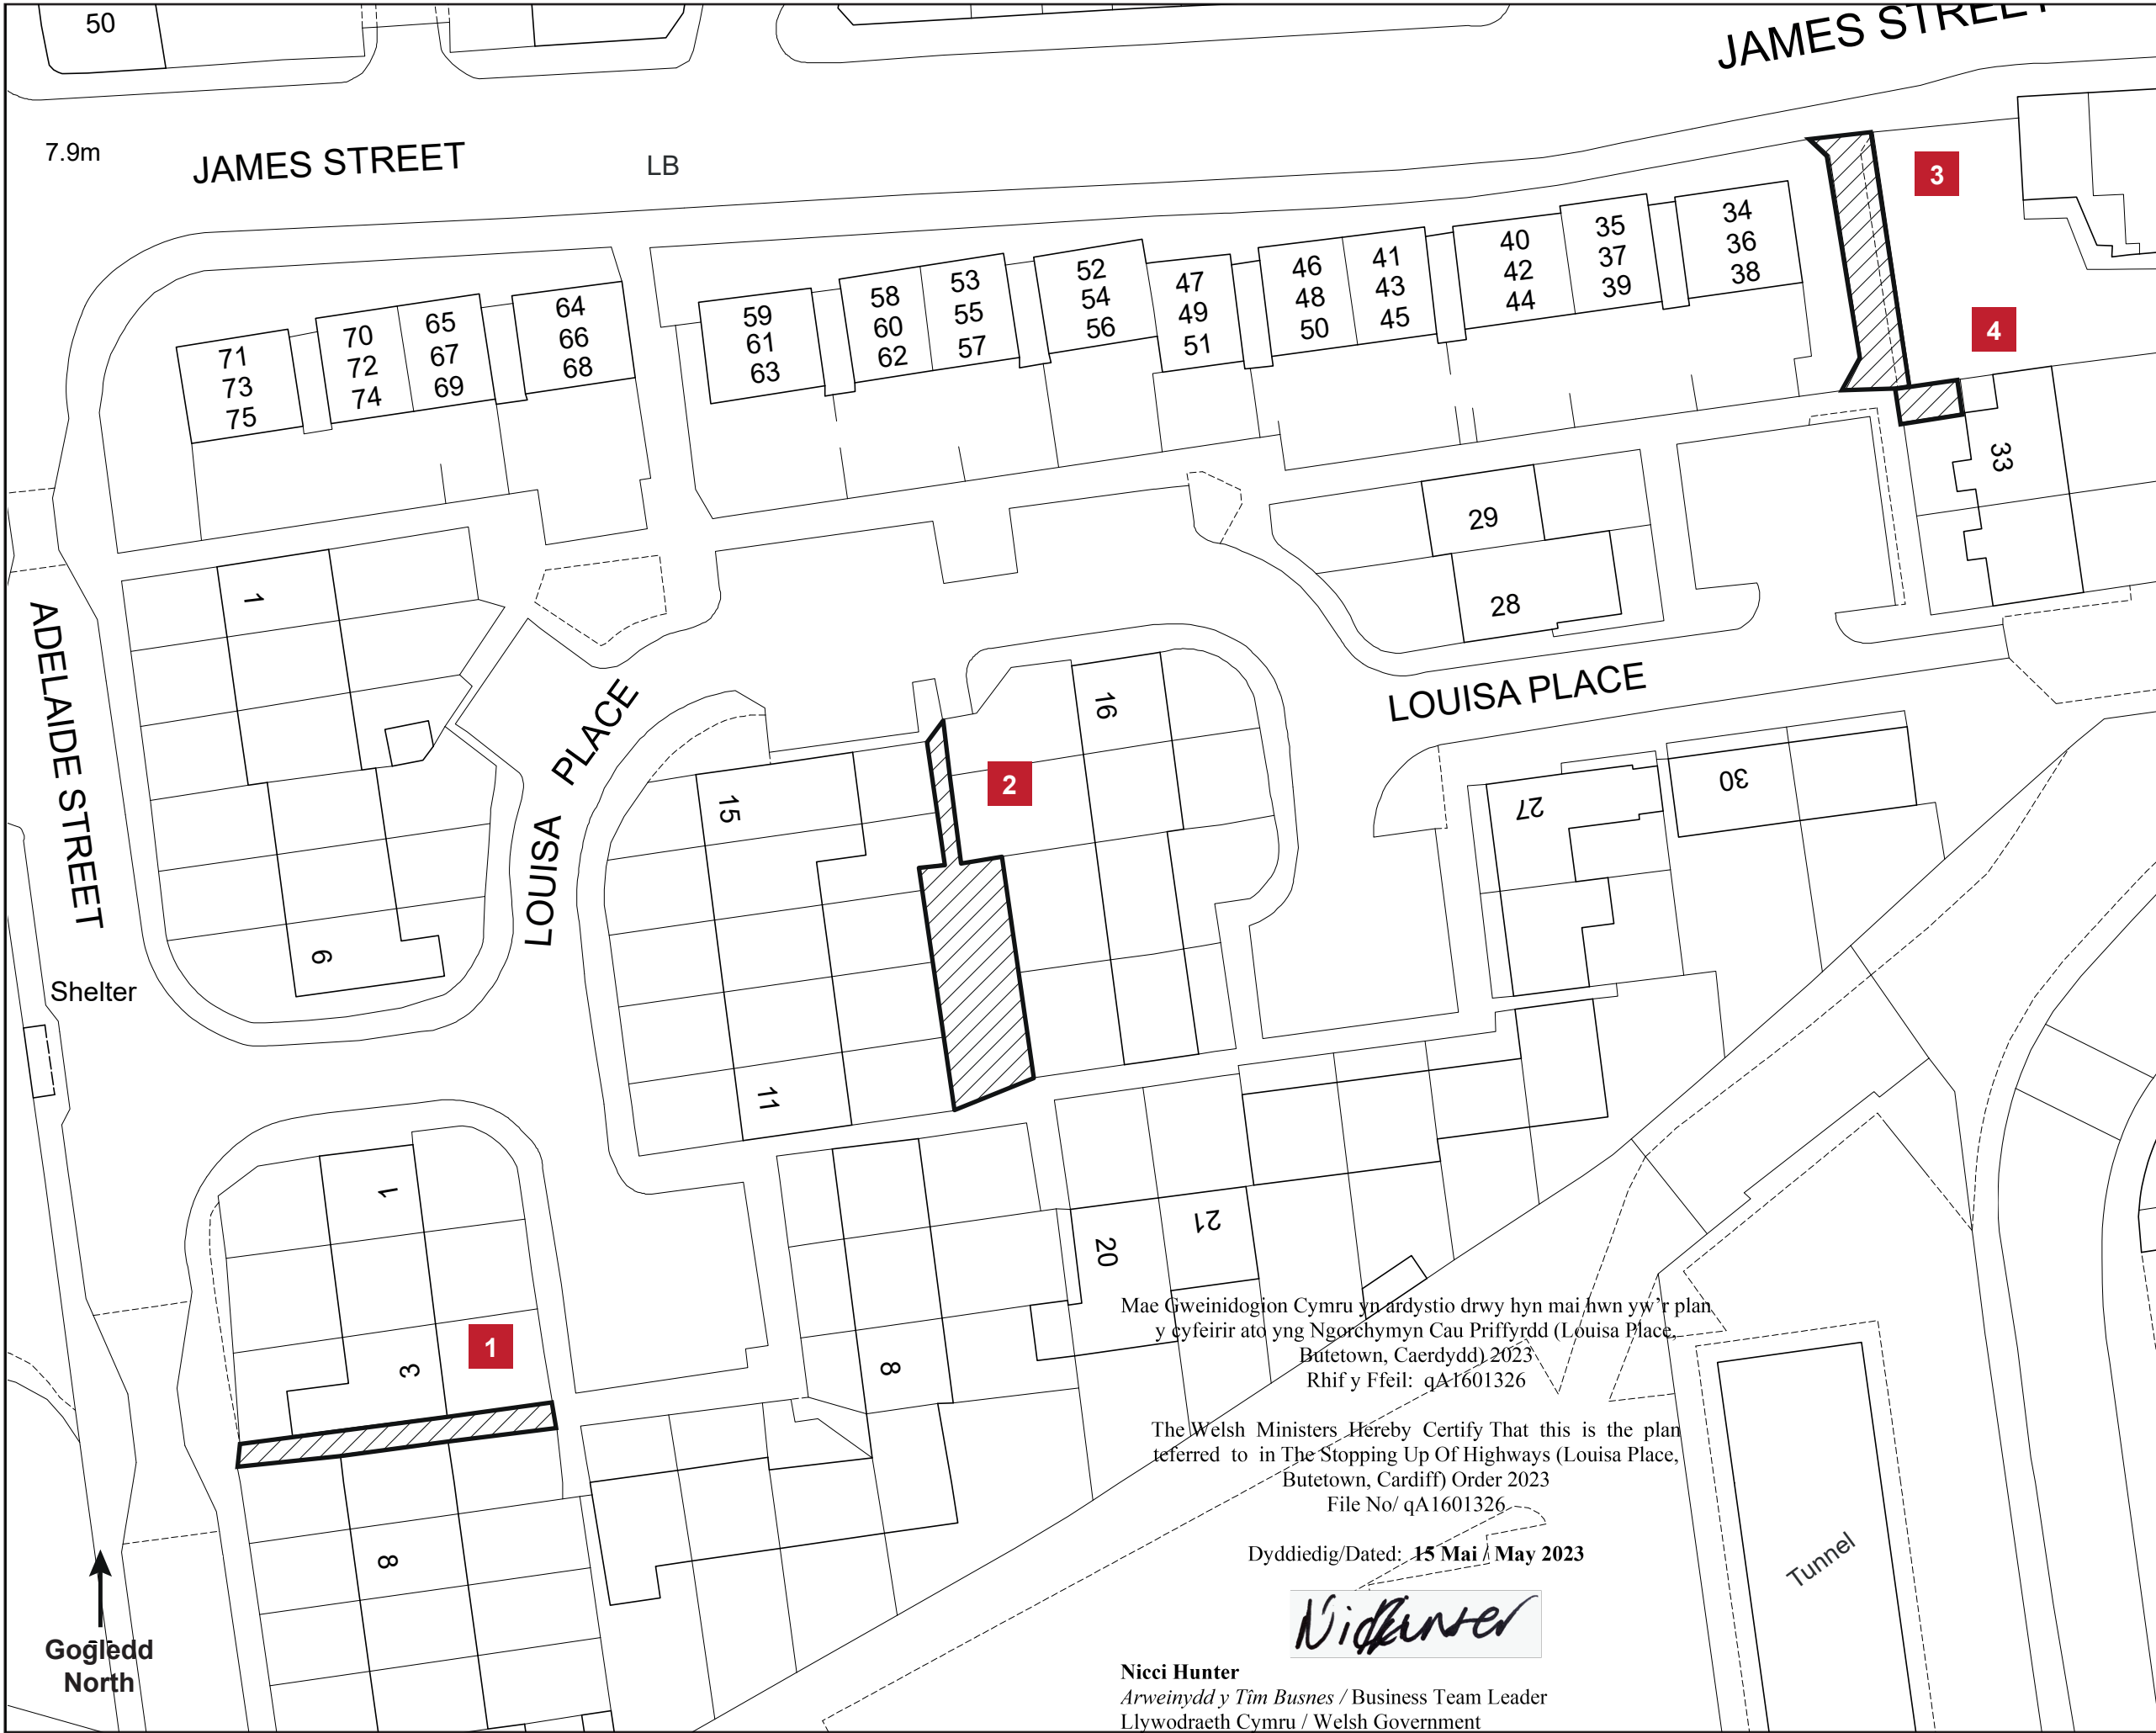 50
JAMES STREET
7.9m
JAMES STREET
LB
3
4
34
36
38
35
37
39
40
42
44
41
43
45
46
48
50
47
49
51
52
54
56
53
55
57
58
60
62
59
61
63
64
66
68
65
67
69
70
72
74
71
73
75
33
29
28
1
ADELAIDE STREET
LOUISA PLACE
LOUISA PLACE
16
2
15
27
30
6
Shelter
11
1
3
1
8
20
21
8
Mae Gweinidogion Cymru yn ardystio drwy hyn mai hwn yw'r plan
y cyfeirir ato yng Ngorchymyn Cau Priffyrdd (Louisa Place,
Butetown, Caerdydd) 2023
Rhif y Ffeil: qA1601326
The Welsh Ministers Hereby Certify That this is the plan
teferred to in The Stopping Up Of Highways (Louisa Place,
Butetown, Cardiff) Order 2023
File No/ qA1601326
Dyddiedig/Dated: 15 Mai / May 2023
Tunnel
Gogledd
North
Nicci Hunter
Arweinydd y Tîm Busnes / Business Team Leader
Llywodraeth Cymru / Welsh Government